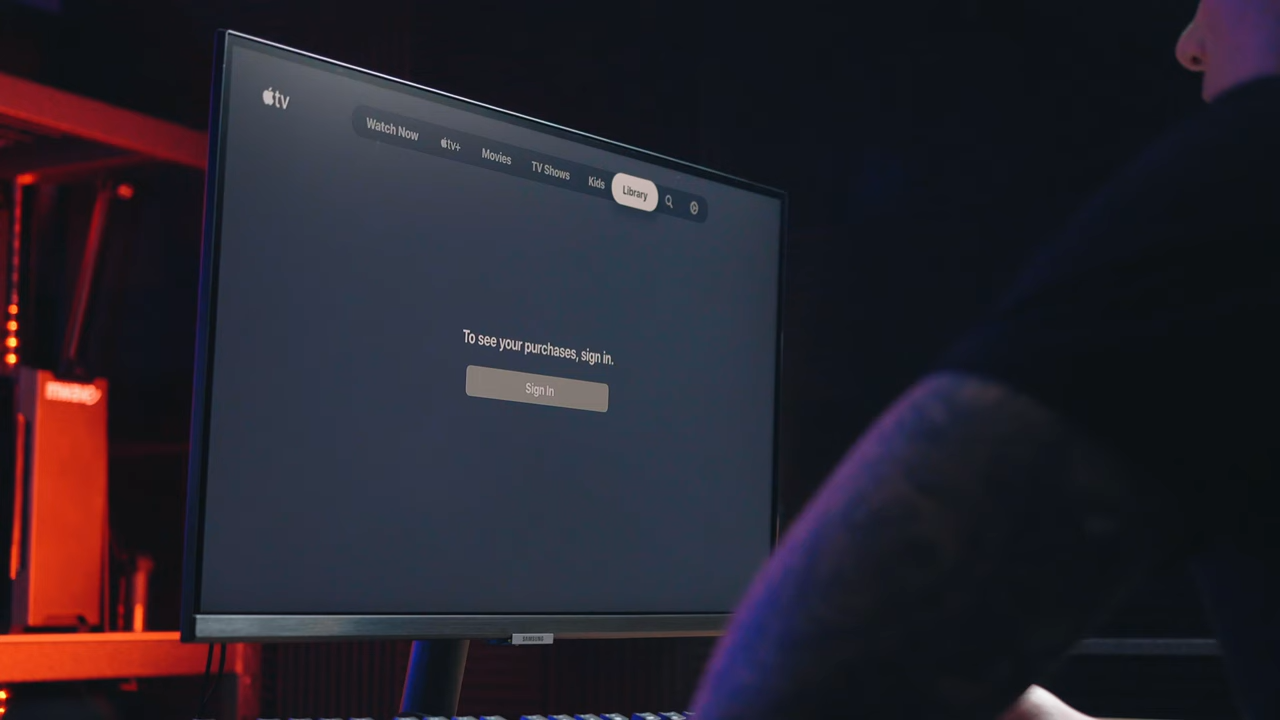 tv
Watch Now
tv+
Movies
TV Shows
Kids
Library
To see your purchases, sign in.
Sign In
SAMSUNG